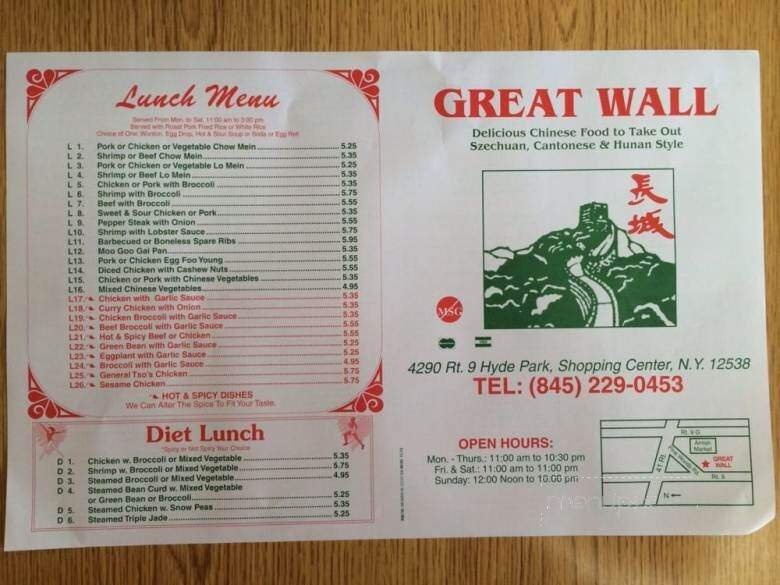 Lunch Menu
Served From Mon. to Sat. 11:00 am to 3:00 pm
Served with Roast Pork Fried Rice or White Rice
Choice of One: Wonton, Egg Drop, Hot & Sour Soup or Soda or Egg Roll
L 1. Pork or Chicken or Vegetable Chow Mein 5.25
L 2. Shrimp or Beef Chow Mein 5.35
L 3. Pork or Chicken or Vegetable Lo Mein 5.25
L 4. Shrimp or Beef Lo Mein 5.35
L 5. Chicken or Pork with Broccoli 5.35
L 6. Shrimp with Broccoli 5.75
L 7. Beef with Broccoli 5.55
L 8. Sweet & Sour Chicken or Pork 5.35
L 9. Pepper Steak with Onion 5.55
L10. Shrimp with Lobster Sauce 5.75
L11. Barbecued or Boneless Spare Ribs 5.95
L12. Moo Goo Gai Pan 5.35
L13. Pork or Chicken Egg Foo Young 5.55
L14. Diced Chicken with Cashew Nuts 5.55
L15. Chicken or Pork with Chinese Vegetables 5.35
L16. Mixed Chinese Vegetables 4.95
L17. Chicken with Garlic Sauce 5.35
L18. Curry Chicken with Onion 5.35
L19. Chicken Broccoli with Garlic Sauce 5.35
L20. Beef Broccoli with Garlic Sauce 5.55
L21. Hot & Spicy Beef or Chicken 5.55
L22. Green Bean with Garlic Sauce 5.25
L23. Eggplant with Garlic Sauce 5.25
L24. Broccoli with Garlic Sauce 4.95
L25. General Tso's Chicken 5.75
L26. Sesame Chicken 5.75
HOT & SPICY DISHES
We Can Alter The Spice To Fit Your Taste.
Diet Lunch
*Spicy or Not Spicy Your Choice
D 1. Chicken w. Broccoli or Mixed Vegetable 5.35
D 2. Shrimp w. Broccoli or Mixed Vegetable 5.75
D 3. Steamed Broccoli or Mixed Vegetable 4.95
D 4. Steamed Bean Curd w. Mixed Vegetable
or Green Bean or Broccoli 5.25
D 5. Steamed Chicken w. Snow Peas 5.35
D 6. Steamed Triple Jade 5.25
GREAT WALL
Delicious Chinese Food to Take Out
Szechuan, Cantonese & Hunan Style
長城
MSG
4290 Rt. 9 Hyde Park, Shopping Center, N.Y. 12538
TEL: (845) 229-0453
OPEN HOURS:
Mon. - Thurs.: 11:00 am to 10:30 pm
Fri. & Sat.: 11:00 am to 11:00 pm
Sunday: 12:00 Noon to 10:00 pm
Rt. 9 G
Amish
Market
41 Rt.
GREAT
WALL
Rt. 9
N